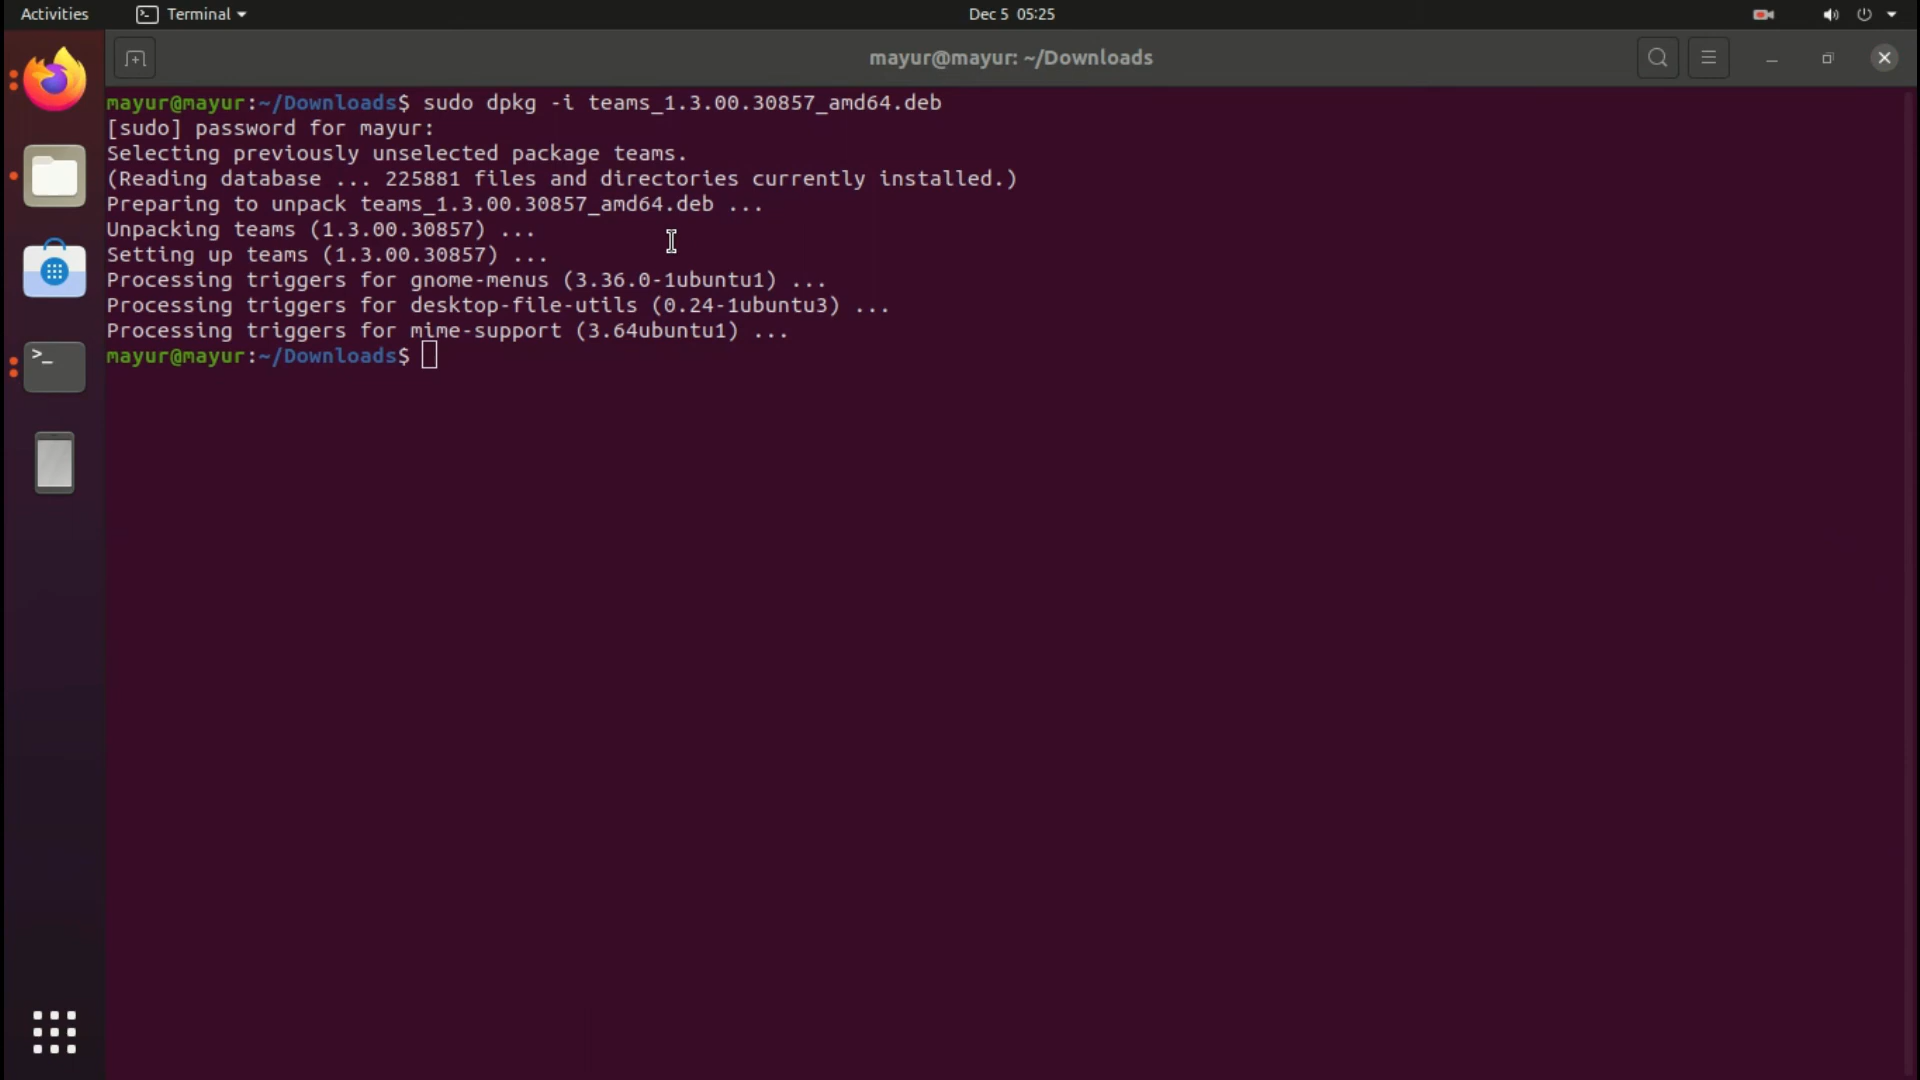 Activities
Terminal
Dec 5 05:25
mayur@mayur: ~/Downloads
mayur@mayur:~/Downloads$ sudo dpkg -i teams_1.3.00.30857_amd64.deb
[sudo] password for mayur:
Selecting previously unselected package teams.
(Reading database ... 225881 files and directories currently installed.)
Preparing to unpack teams_1.3.00.30857_amd64.deb ...
Unpacking teams (1.3.00.30857) ...
Setting up teams (1.3.00.30857) ...
Processing triggers for gnome-menus (3.36.0-1ubuntu1) ...
Processing triggers for desktop-file-utils (0.24-1ubuntu3) ...
Processing triggers for mime-support (3.64ubuntu1) ...
mayur@mayur:~/Downloads$